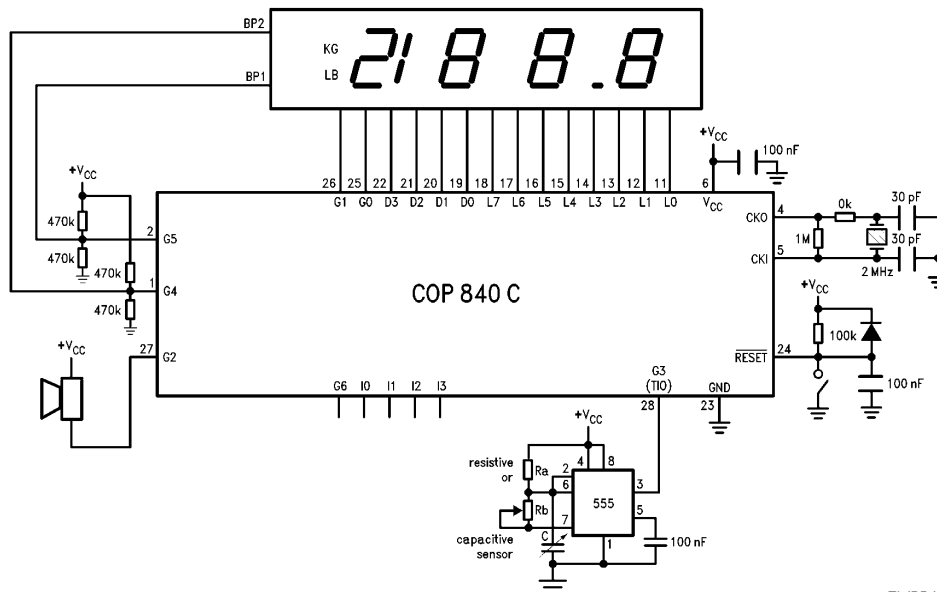 BP2
KG
LB
21 8 8.8
BP1
+VCC
100 nF
26 25 22 21 20 19 18 17 16 15 14 13 12 11 6
G1 G0 D3 D2 D1 D0 L7 L6 L5 L4 L3 L2 L1 L0 VCC
+VCC
470k
470k
2 G5
470k
1 G4
470k
CKO 4
0k
30 pF
1M
30 pF
CKI 5
2 MHz
COP 840 C
+VCC
100k
RESET 24
100 nF
+VCC
27 G2
G6 I0 I1 I2 I3
G3
(TIO)
28
GND
23
+VCC
resistive
or
Ra
Rb
capacitive
sensor
C
4 8
2
6
7
555
3
5
1
100 nF